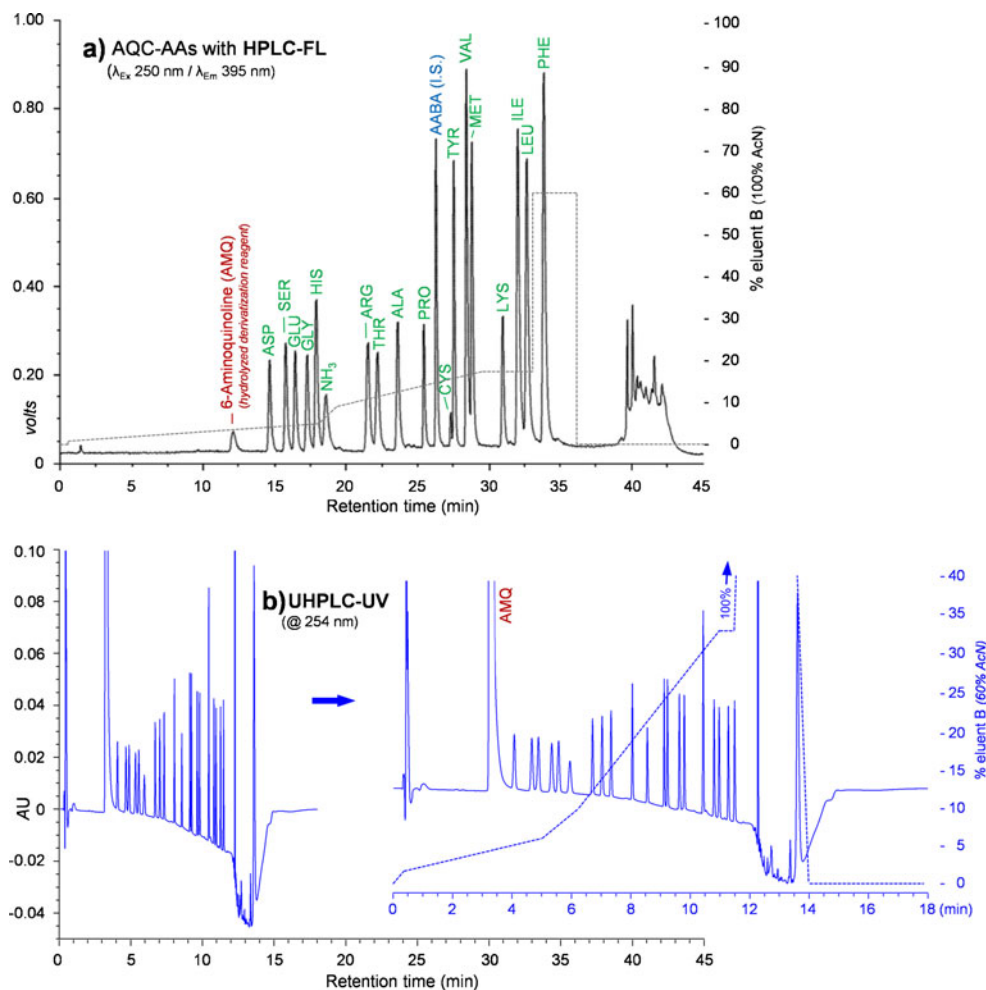 a) AQC-AAs with HPLC-FL
(λEx 250 nm / λEm 395 nm)
1.00
0.80
0.60
0.40
0.20
0
volts
6-Aminoquinoline (AMQ)
(hydrolyzed derivatization reagent)
ASP
SER
GLU
GLY
HIS
NH3
ARG
THR
ALA
PRO
AABA (I.S.)
CYS
TYR
VAL
~MET
LYS
ILE
LEU
PHE
- 100
- 90
- 80
- 70
- 60
- 50
- 40
- 30
- 20
- 10
- 0
% eluent B (100% AcN)
0 5 10 15 20 25 30 35 40 45
Retention time (min)
b) UHPLC-UV
(@ 254 nm)
0.10
0.08
0.06
0.04
0.02
0
-0.02
-0.04
AU
AMQ
100%
- 40
- 35
- 30
- 25
- 20
- 15
- 10
- 5
- 0
% eluent B (60% AcN)
0 2 4 6 8 10 12 14 16 18 (min)
0 5 10 15 20 25 30 35 40 45
Retention time (min)